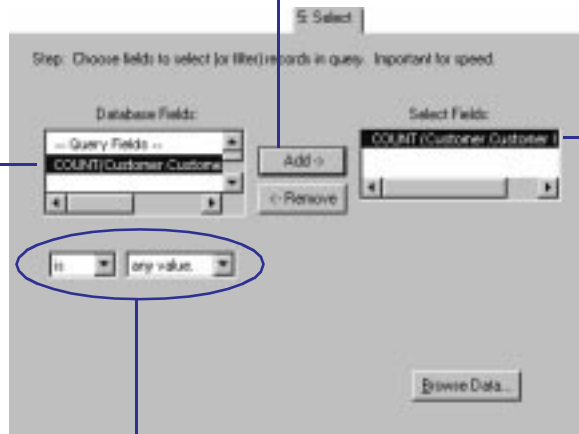 5: Select
Step: Choose fields to select (or filter) records in query. Important for speed.
Database Fields:
Select Fields:
-- Query Fields --
COUNT(Customer.Custome
COUNT (Customer.Customer I
Add ->
<- Remove
is
any value.
Browse Data...